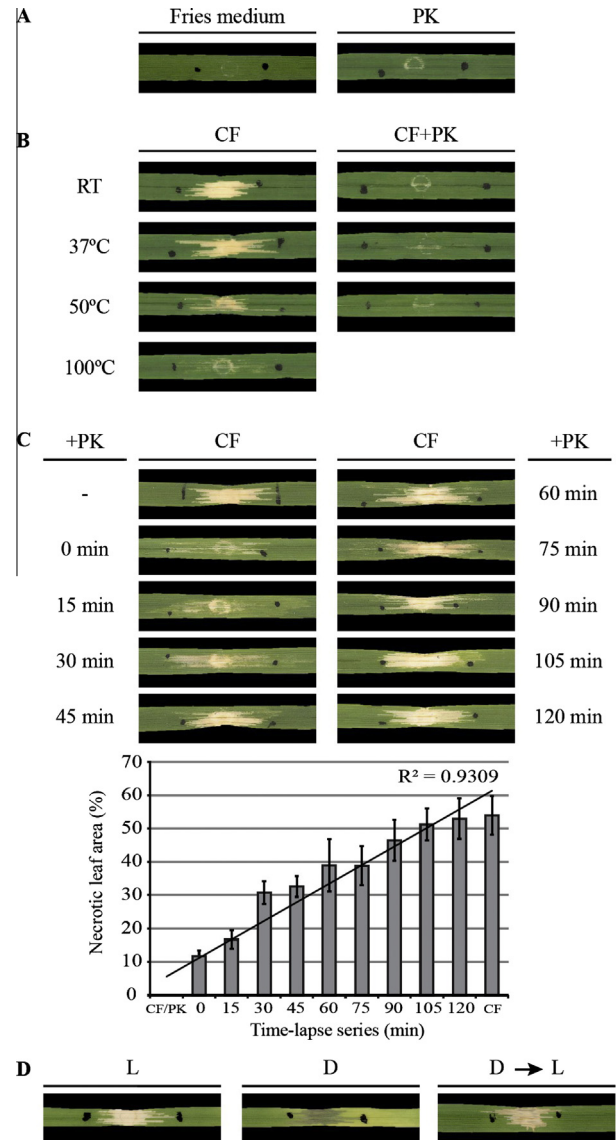 A
Fries medium
PK
B
CF
CF+PK
RT
37ºC
50ºC
100ºC
C
+PK
CF
CF
+PK
-
60 min
0 min
75 min
15 min
90 min
30 min
105 min
45 min
120 min
R² = 0.9309
Necrotic leaf area (%)
70
60
50
40
30
20
10
0
CF/PK 0 15 30 45 60 75 90 105 120 CF
Time-lapse series (min)
D
L
D
D → L